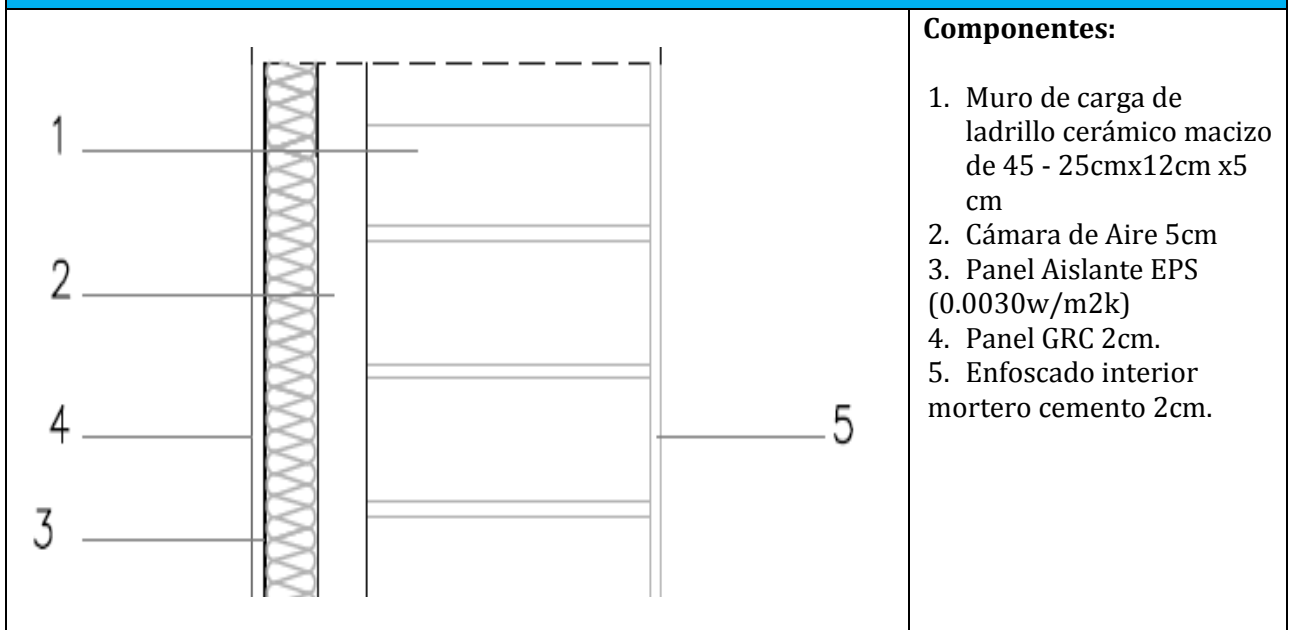 1
2
4
3
5
Componentes:
1. Muro de carga de
ladrillo cerámico macizo
de 45 - 25cmx12cm x5
cm
2. Cámara de Aire 5cm
3. Panel Aislante EPS
(0.0030w/m2k)
4. Panel GRC 2cm.
5. Enfoscado interior
mortero cemento 2cm.